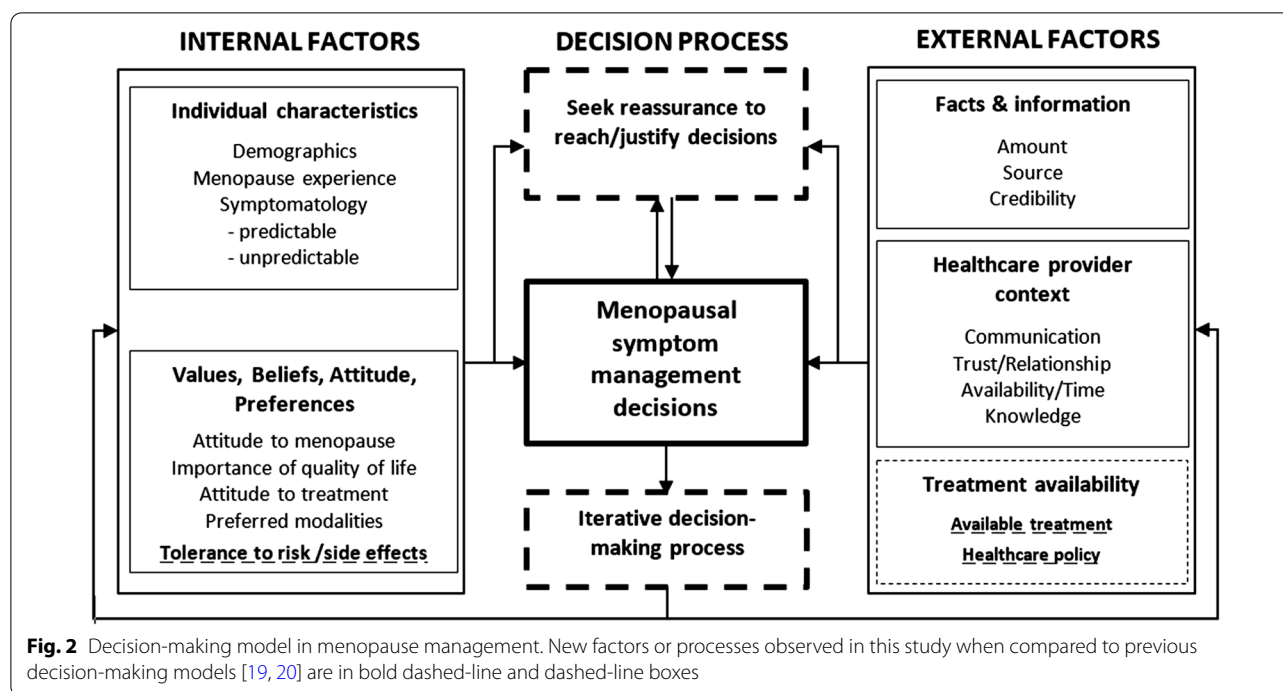 INTERNAL FACTORS
Individual characteristics
Demographics
Menopause experience
Symptomatology
- predictable
- unpredictable
Values, Beliefs, Attitude,
Preferences
Attitude to menopause
Importance of quality of life
Attitude to treatment
Preferred modalities
Tolerance to risk /side effects
DECISION PROCESS
Seek reassurance to
reach/justify decisions
Menopausal
symptom
management
decisions
Iterative decision-
making process
EXTERNAL FACTORS
Facts & information
Amount
Source
Credibility
Healthcare provider
context
Communication
Trust/Relationship
Availability/Time
Knowledge
Treatment availability
Available treatment
Healthcare policy
Fig. 2 Decision-making model in menopause management. New factors or processes observed in this study when compared to previous
decision-making models [19, 20] are in bold dashed-line and dashed-line boxes